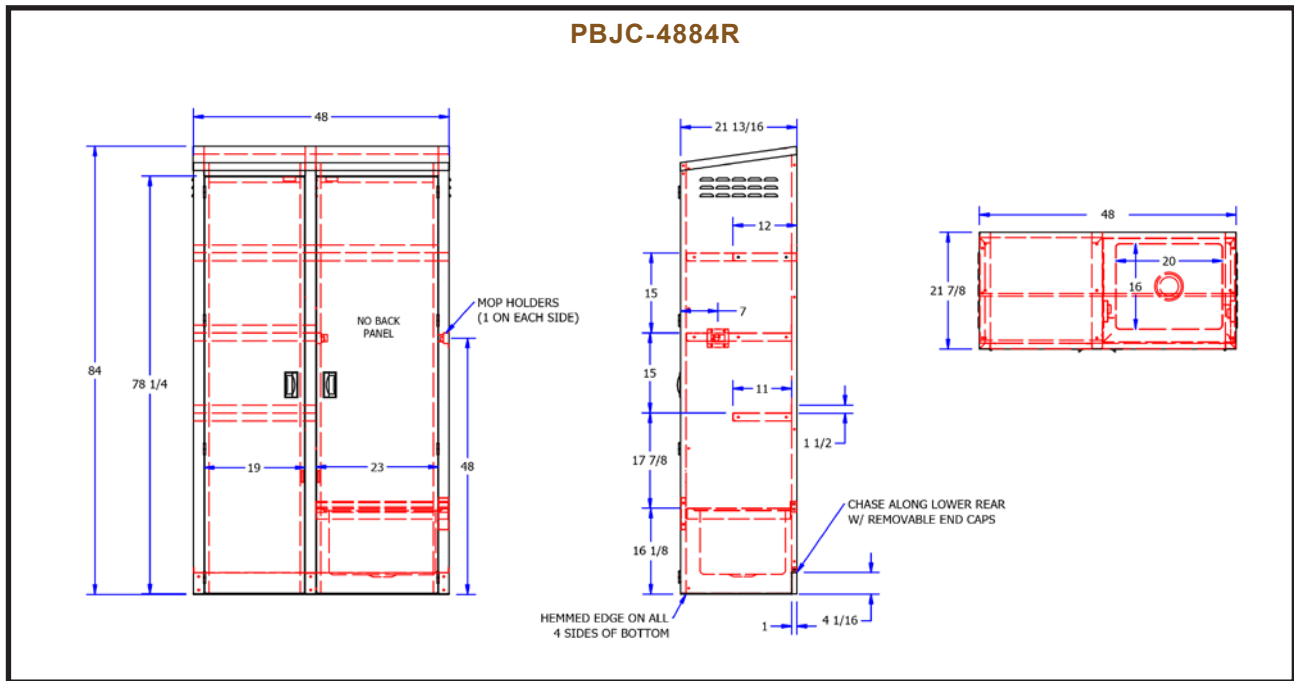 PBJC-4884R
48
84
78 1/4
19
23
48
NO BACK
PANEL
MOP HOLDERS
(1 ON EACH SIDE)
21 13/16
12
15
7
15
11
1 1/2
17 7/8
16 1/8
CHASE ALONG LOWER REAR
W/ REMOVABLE END CAPS
HEMMED EDGE ON ALL
4 SIDES OF BOTTOM
1
4 1/16
48
21 7/8
20
16